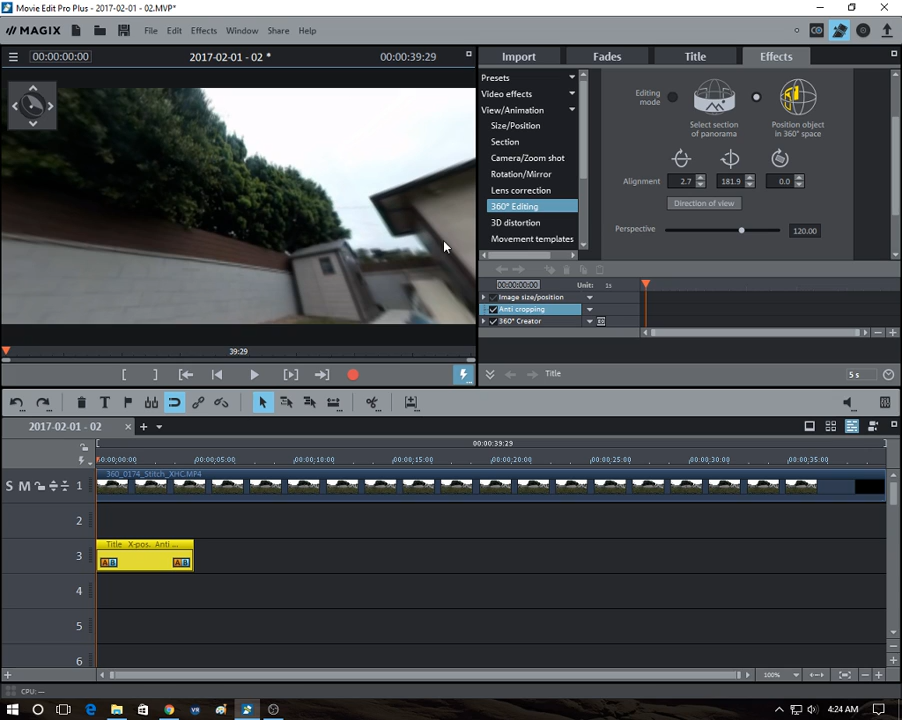 Movie Edit Pro Plus - 2017-02-01 - 02.MVP*
MAGIX File Edit Effects Window Share Help
00:00:00:00 2017-02-01 - 02 * 00:00:39:29
Import Fades Title Effects
Presets
Video effects
View/Animation
Size/Position
Section
Camera/Zoom shot
Rotation/Mirror
Lens correction
360° Editing
3D distortion
Movement templates
Editing mode
Select section of panorama
Position object in 360° space
Alignment 2.7 181.9 0.0
Direction of view
Perspective 120.00
00:00:00:00 Unit: 1s
Image size/position
Anti cropping
360° Creator
39:29
Title 5 s
2017-02-01 - 02
00:00:39:29
00:00:00:00 00:00:05:00 00:00:10:00 00:00:15:00 00:00:20:00 00:00:25:00 00:00:30:00 00:00:35:00
360_0174_Stitch_XHC.MP4
S M 1
2
Title X-pos. Anti ...
A B A B
3
4
5
6
100%
CPU: —
4:24 AM